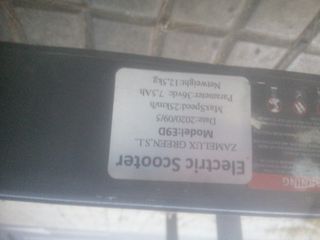 Electric Scooter
ZAMELUX GREEN,S.L
Model:E9D
Date:2020/09/5
MaxSpeed:25km/h
Parameter:36vdc 7.5Ah
Netweight:12.5kg